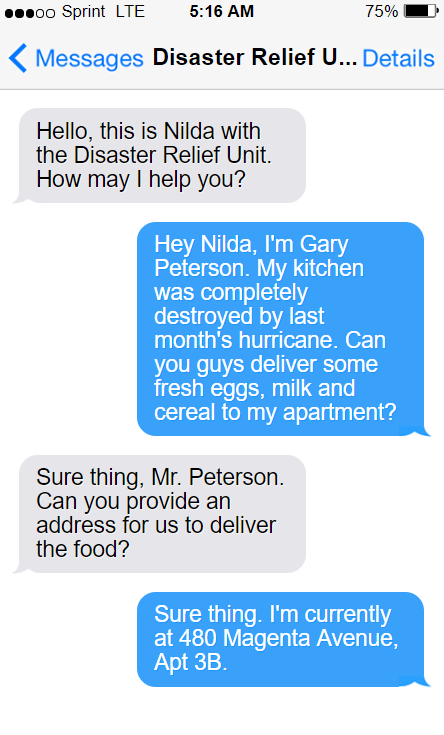 Sprint LTE 5:16 AM 75%
Messages Disaster Relief U... Details
Hello, this is Nilda with
the Disaster Relief Unit.
How may I help you?
Hey Nilda, I'm Gary
Peterson. My kitchen
was completely
destroyed by last
month's hurricane. Can
you guys deliver some
fresh eggs, milk and
cereal to my apartment?
Sure thing, Mr. Peterson.
Can you provide an
address for us to deliver
the food?
Sure thing. I'm currently
at 480 Magenta Avenue,
Apt 3B.